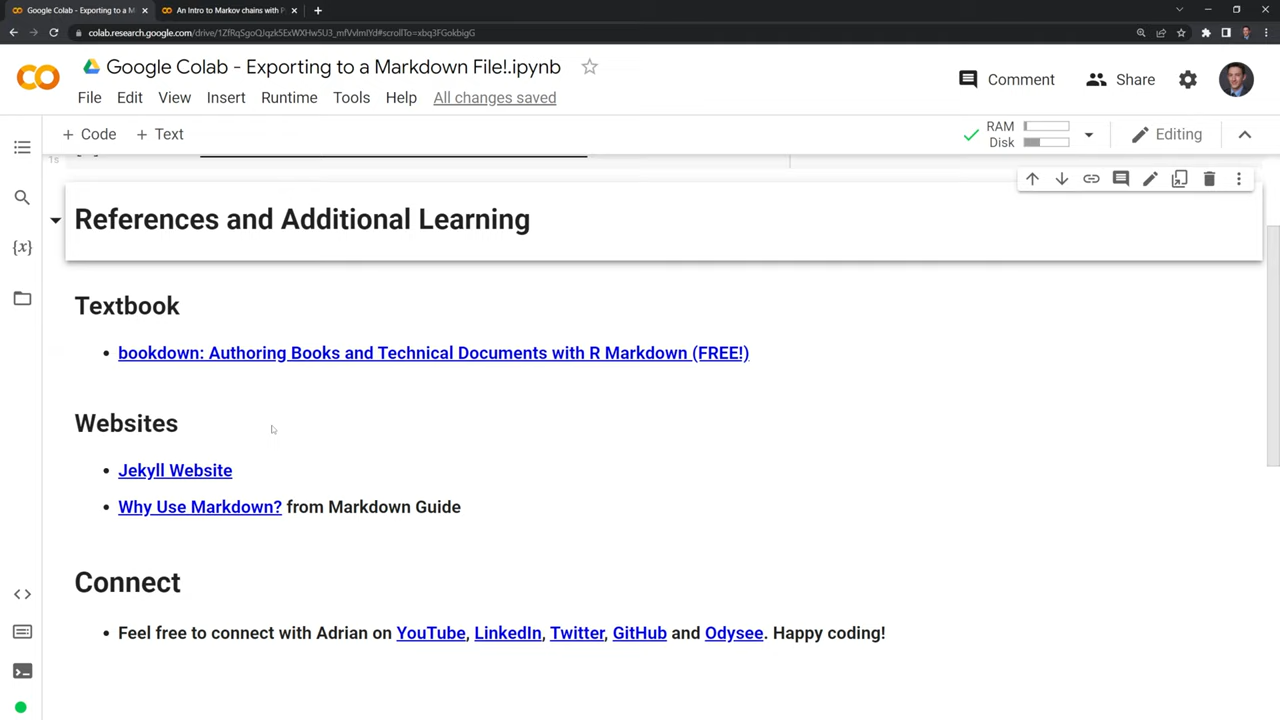 Google Colab - Exporting to a M
An Intro to Markov chains with P
colab.research.google.com/drive/1ZfRqSgoQJqzk5ExWXHw5U3_mfVvlmIYd#scrollTo=xbq3FGokbigG
Google Colab - Exporting to a Markdown File!.ipynb
Comment
Share
File Edit View Insert Runtime Tools Help All changes saved
+ Code + Text
RAM
Disk
Editing
1s
References and Additional Learning
{x}
Textbook
• bookdown: Authoring Books and Technical Documents with R Markdown (FREE!)
Websites
• Jekyll Website
• Why Use Markdown? from Markdown Guide
Connect
• Feel free to connect with Adrian on YouTube, LinkedIn, Twitter, GitHub and Odysee. Happy coding!